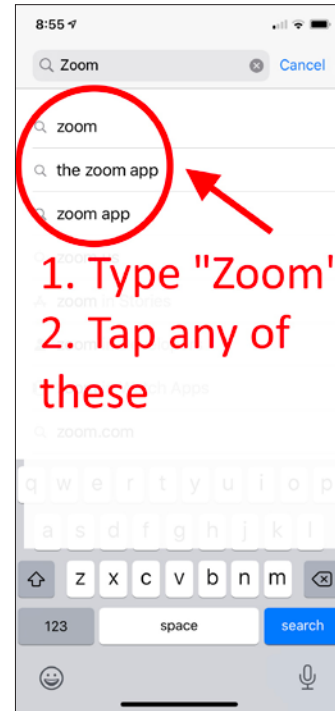 8:55
Zoom Cancel
zoom
the zoom app
zoom app
1. Type "Zoom"
2. Tap any of
these
zoom.com
q w e r t y u i o p
a s d f g h j k l
z x c v b n m
123 space search